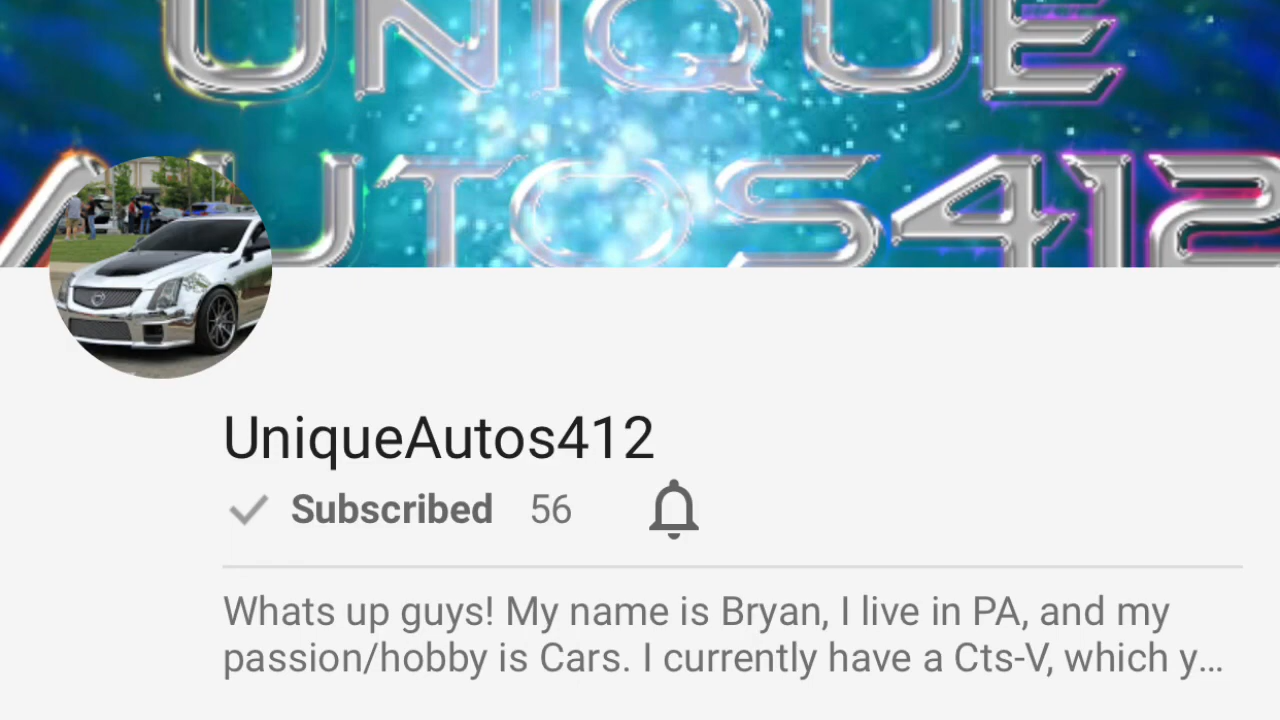 UNIQUE
AUTOS412
UniqueAutos412
Subscribed 56
Whats up guys! My name is Bryan, I live in PA, and my
passion/hobby is Cars. I currently have a Cts-V, which y...